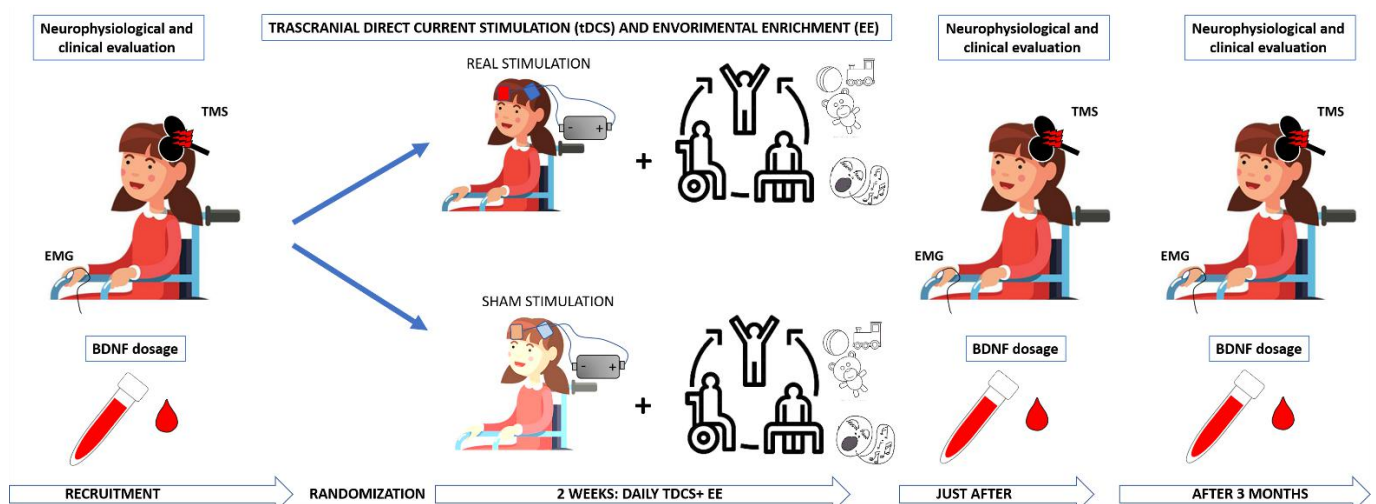 Neurophysiological and
clinical evaluation
TMS
EMG
BDNF dosage
TRASCRANIAL DIRECT CURRENT STIMULATION (tDCS) AND ENVORIMENTAL ENRICHMENT (EE)
REAL STIMULATION
- +
+
SHAM STIMULATION
- +
+
Neurophysiological and
clinical evaluation
TMS
EMG
BDNF dosage
Neurophysiological and
clinical evaluation
TMS
EMG
BDNF dosage
RECRUITMENT
RANDOMIZATION
2 WEEKS: DAILY TDCS+ EE
JUST AFTER
AFTER 3 MONTHS